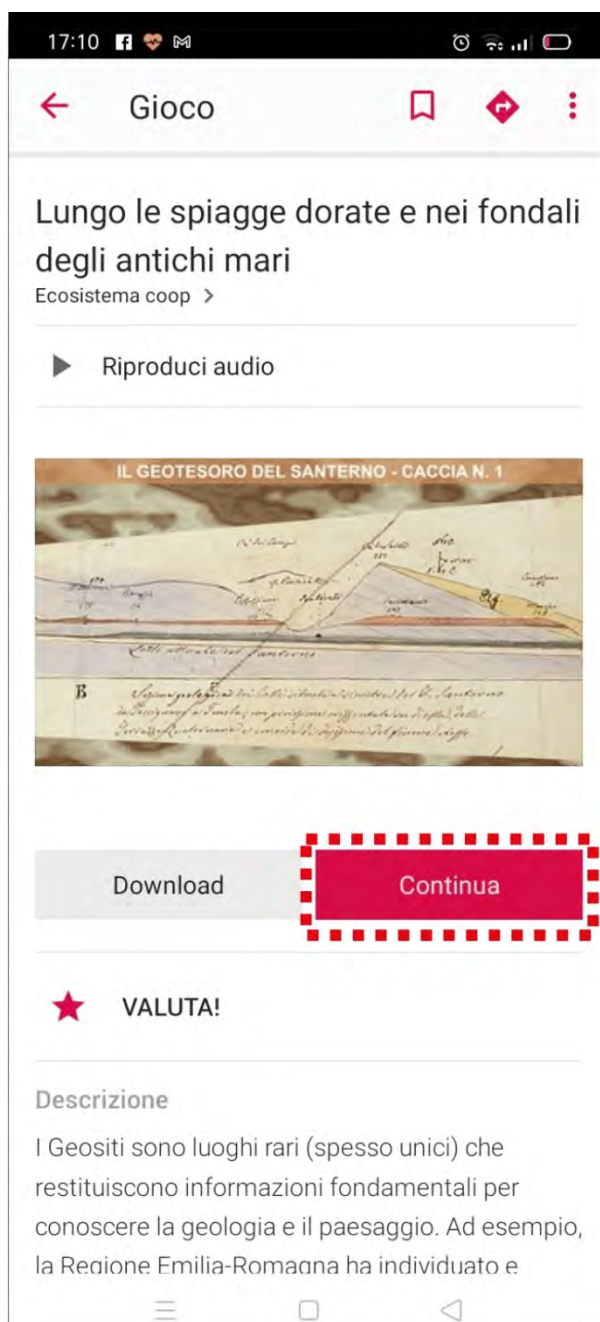 17:10
Gioco
Lungo le spiagge dorate e nei fondali
degli antichi mari
Ecosistema coop >
Riproduci audio
IL GEOTESORO DEL SANTERNO - CACCIA N. 1
B
Download
Continua
VALUTA!
Descrizione
I Geositi sono luoghi rari (spesso unici) che
restituiscono informazioni fondamentali per
conoscere la geologia e il paesaggio. Ad esempio,
la Regione Emilia-Romagna ha individuato e